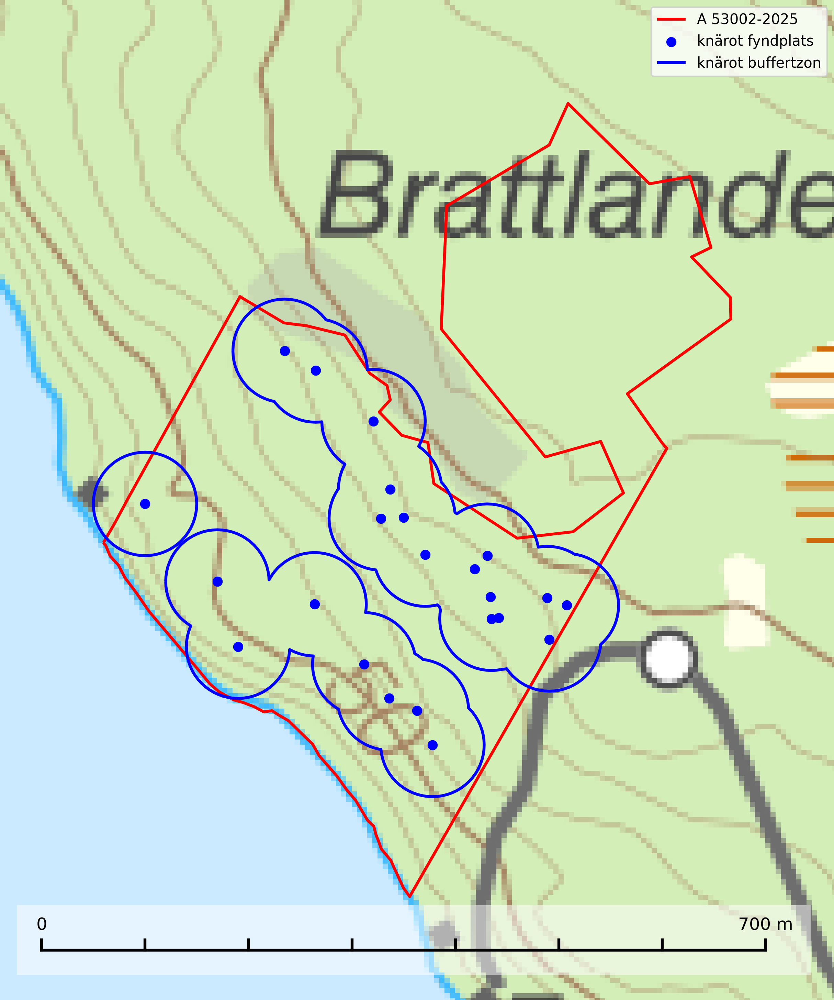 A 53002-2025
knärot fyndplats
knärot buffertzon
Brattlande
0
700 m